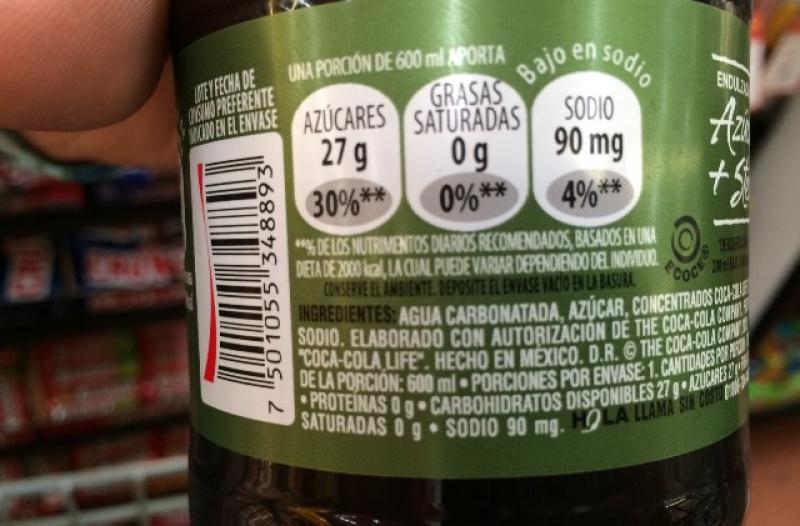 LOTE Y FECHA DE
CONSUMO PREFERENTE
MARCADO EN EL ENVASE
7 501055 348893
UNA PORCIÓN DE 600 ml APORTA
Bajo en sodio
AZÚCARES
27 g
30%**
GRASAS
SATURADAS
0 g
0%**
SODIO
90 mg
4%**
**% DE LOS NUTRIMENTOS DIARIOS RECOMENDADOS, BASADOS EN UNA
DIETA DE 2000 kcal, LA CUAL PUEDE VARIAR DEPENDIENDO DEL INDIVIDUO.
CONSERVE EL AMBIENTE. DEPOSITE EL ENVASE VACÍO EN LA BASURA.
INGREDIENTES: AGUA CARBONATADA, AZÚCAR, CONCENTRADOS COCA-COLA
SODIO. ELABORADO CON AUTORIZACIÓN DE THE COCA-COLA COMPANY
"COCA-COLA LIFE". HECHO EN MÉXICO. D.R. © THE COCA-COLA COMPANY
DE LA PORCIÓN: 600 ml • PORCIONES POR ENVASE: 1. CANTIDADES POR
• PROTEÍNAS 0 g • CARBOHIDRATOS DISPONIBLES 27 g • AZÚCARES 27 g
SATURADAS 0 g • SODIO 90 mg. HOLA LLAMA SIN COSTO
ECOCE
+